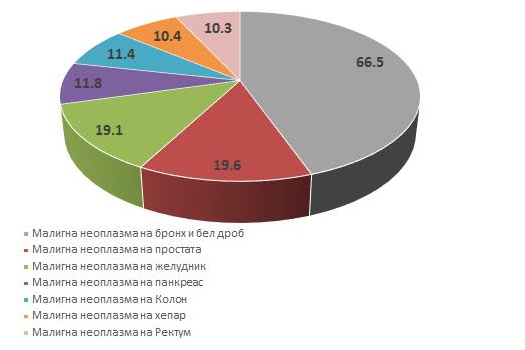 10.3
10.4
66.5
11.4
11.8
19.1
19.6
Малигна неоплазма на бронх и бел дроб
Малигна неоплазма на простата
Малигна неоплазма на желудник
Малигна неоплазма на панкреас
Малигна неоплазма на Колон
Малигна неоплазма на хепар
Малигна неоплазма на Ректум